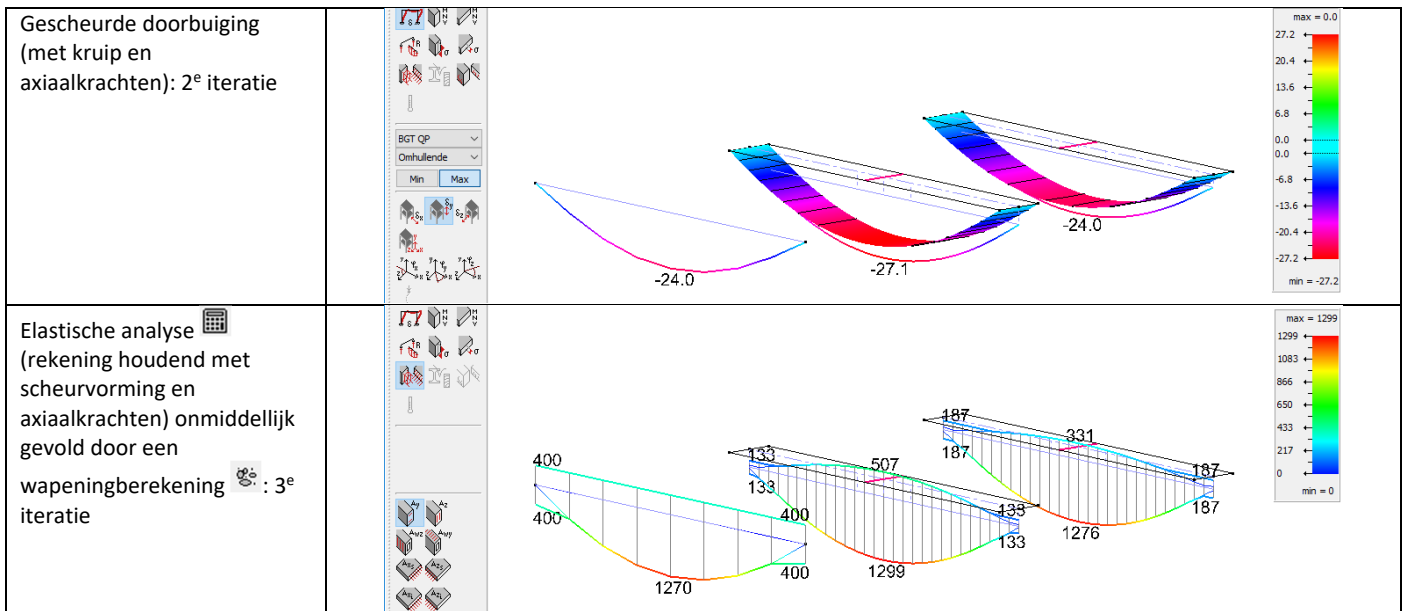 Gescheurde doorbuiging
(met kruip en
axiaalkrachten): 2e iteratie
BGT QP
Omhullende
Min Max
-24.0
-27.1
-24.0
max = 0.0
27.2
20.4
13.6
6.8
0.0
0.0
-6.8
-13.6
-20.4
-27.2
min = -27.2
Elastische analyse
(rekening houdend met
scheurvorming en
axiaalkrachten) onmiddellijk
gevold door een
wapeningberekening : 3e
iteratie
400
400
400
400
1270
133
133
507
133
133
1299
187
187
331
187
187
1276
max = 1299
1299
1083
866
650
433
217
0
min = 0